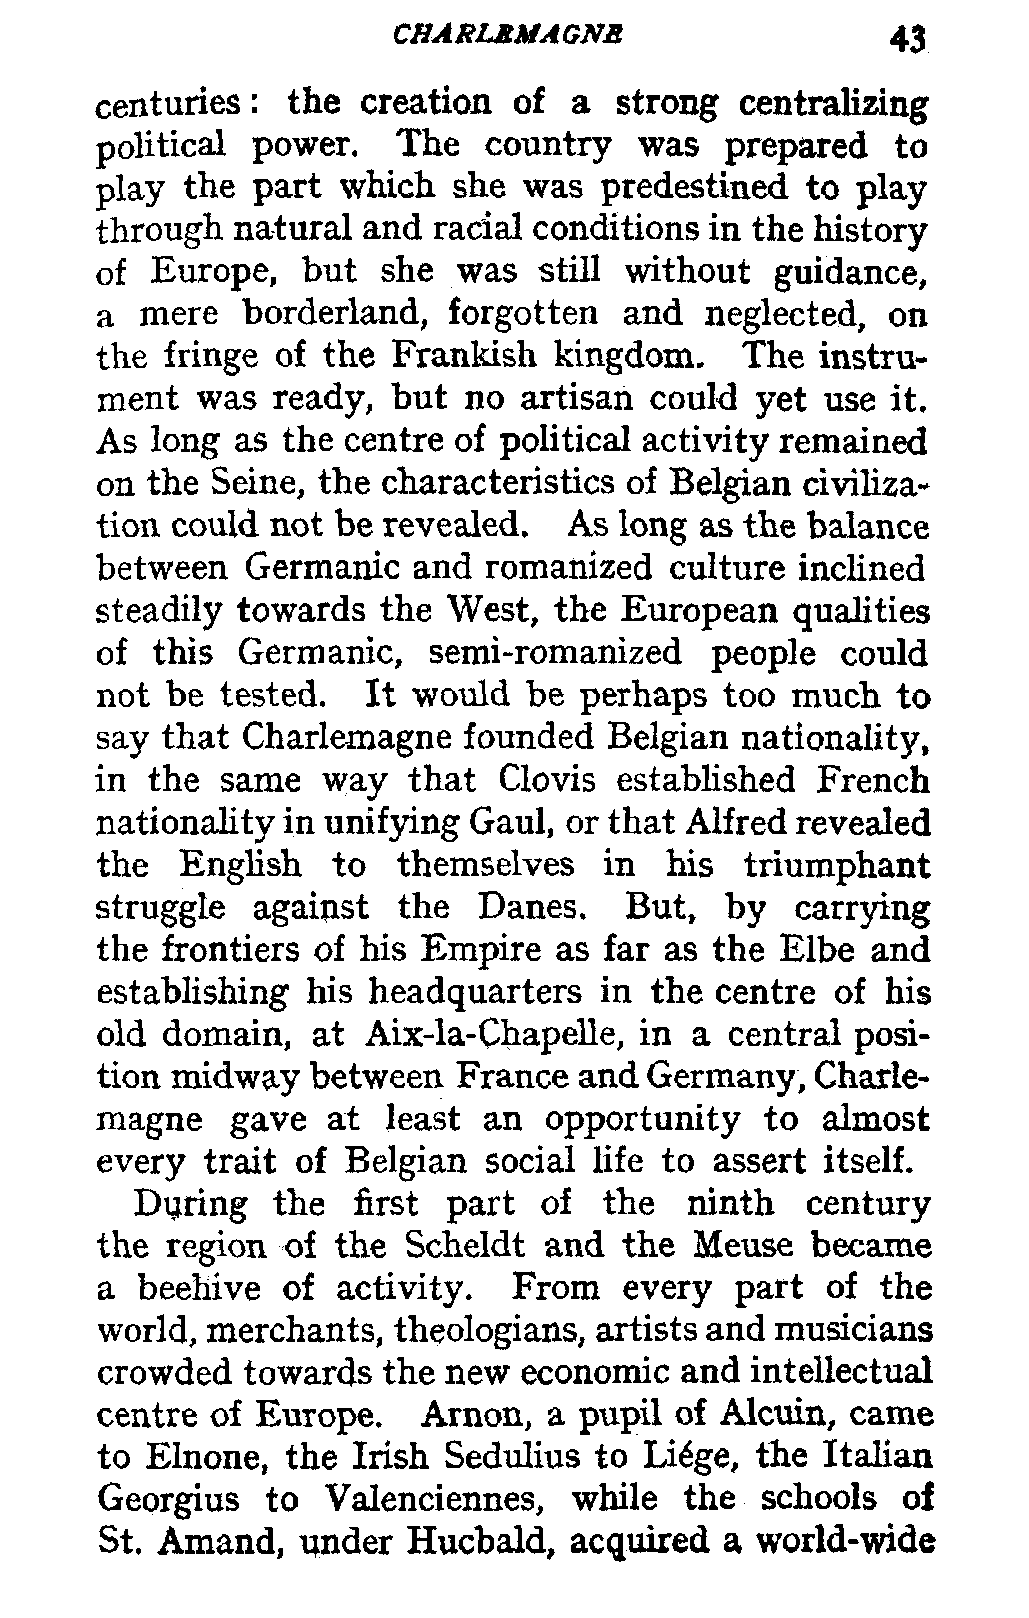 CHARLEMAGNE 43
centuries: the creation of a strong centralizing
political power. The country was prepared to
play the part which she was predestined to play
through natural and racial conditions in the history
of Europe, but she was still without guidance,
a mere borderland, forgotten and neglected, on
the fringe of the Frankish kingdom. The instru-
ment was ready, but no artisan could yet use it.
As long as the centre of political activity remained
on the Seine, the characteristics of Belgian civiliza-
tion could not be revealed. As long as the balance
between Germanic and romanized culture inclined
steadily towards the West, the European qualities
of this Germanic, semi-romanized people could
not be tested. It would be perhaps too much to
say that Charlemagne founded Belgian nationality,
in the same way that Clovis established French
nationality in unifying Gaul, or that Alfred revealed
the English to themselves in his triumphant
struggle against the Danes. But, by carrying
the frontiers of his Empire as far as the Elbe and
establishing his headquarters in the centre of his
old domain, at Aix-la-Chapelle, in a central posi-
tion midway between France and Germany, Charle-
magne gave at least an opportunity to almost
every trait of Belgian social life to assert itself.
During the first part of the ninth century
the region of the Scheldt and the Meuse became
a beehive of activity. From every part of the
world, merchants, theologians, artists and musicians
crowded towards the new economic and intellectual
centre of Europe. Arnon, a pupil of Alcuin, came
to Elnone, the Irish Sedulius to Liége, the Italian
Georgius to Valenciennes, while the schools of
St. Amand, under Hucbald, acquired a world-wide